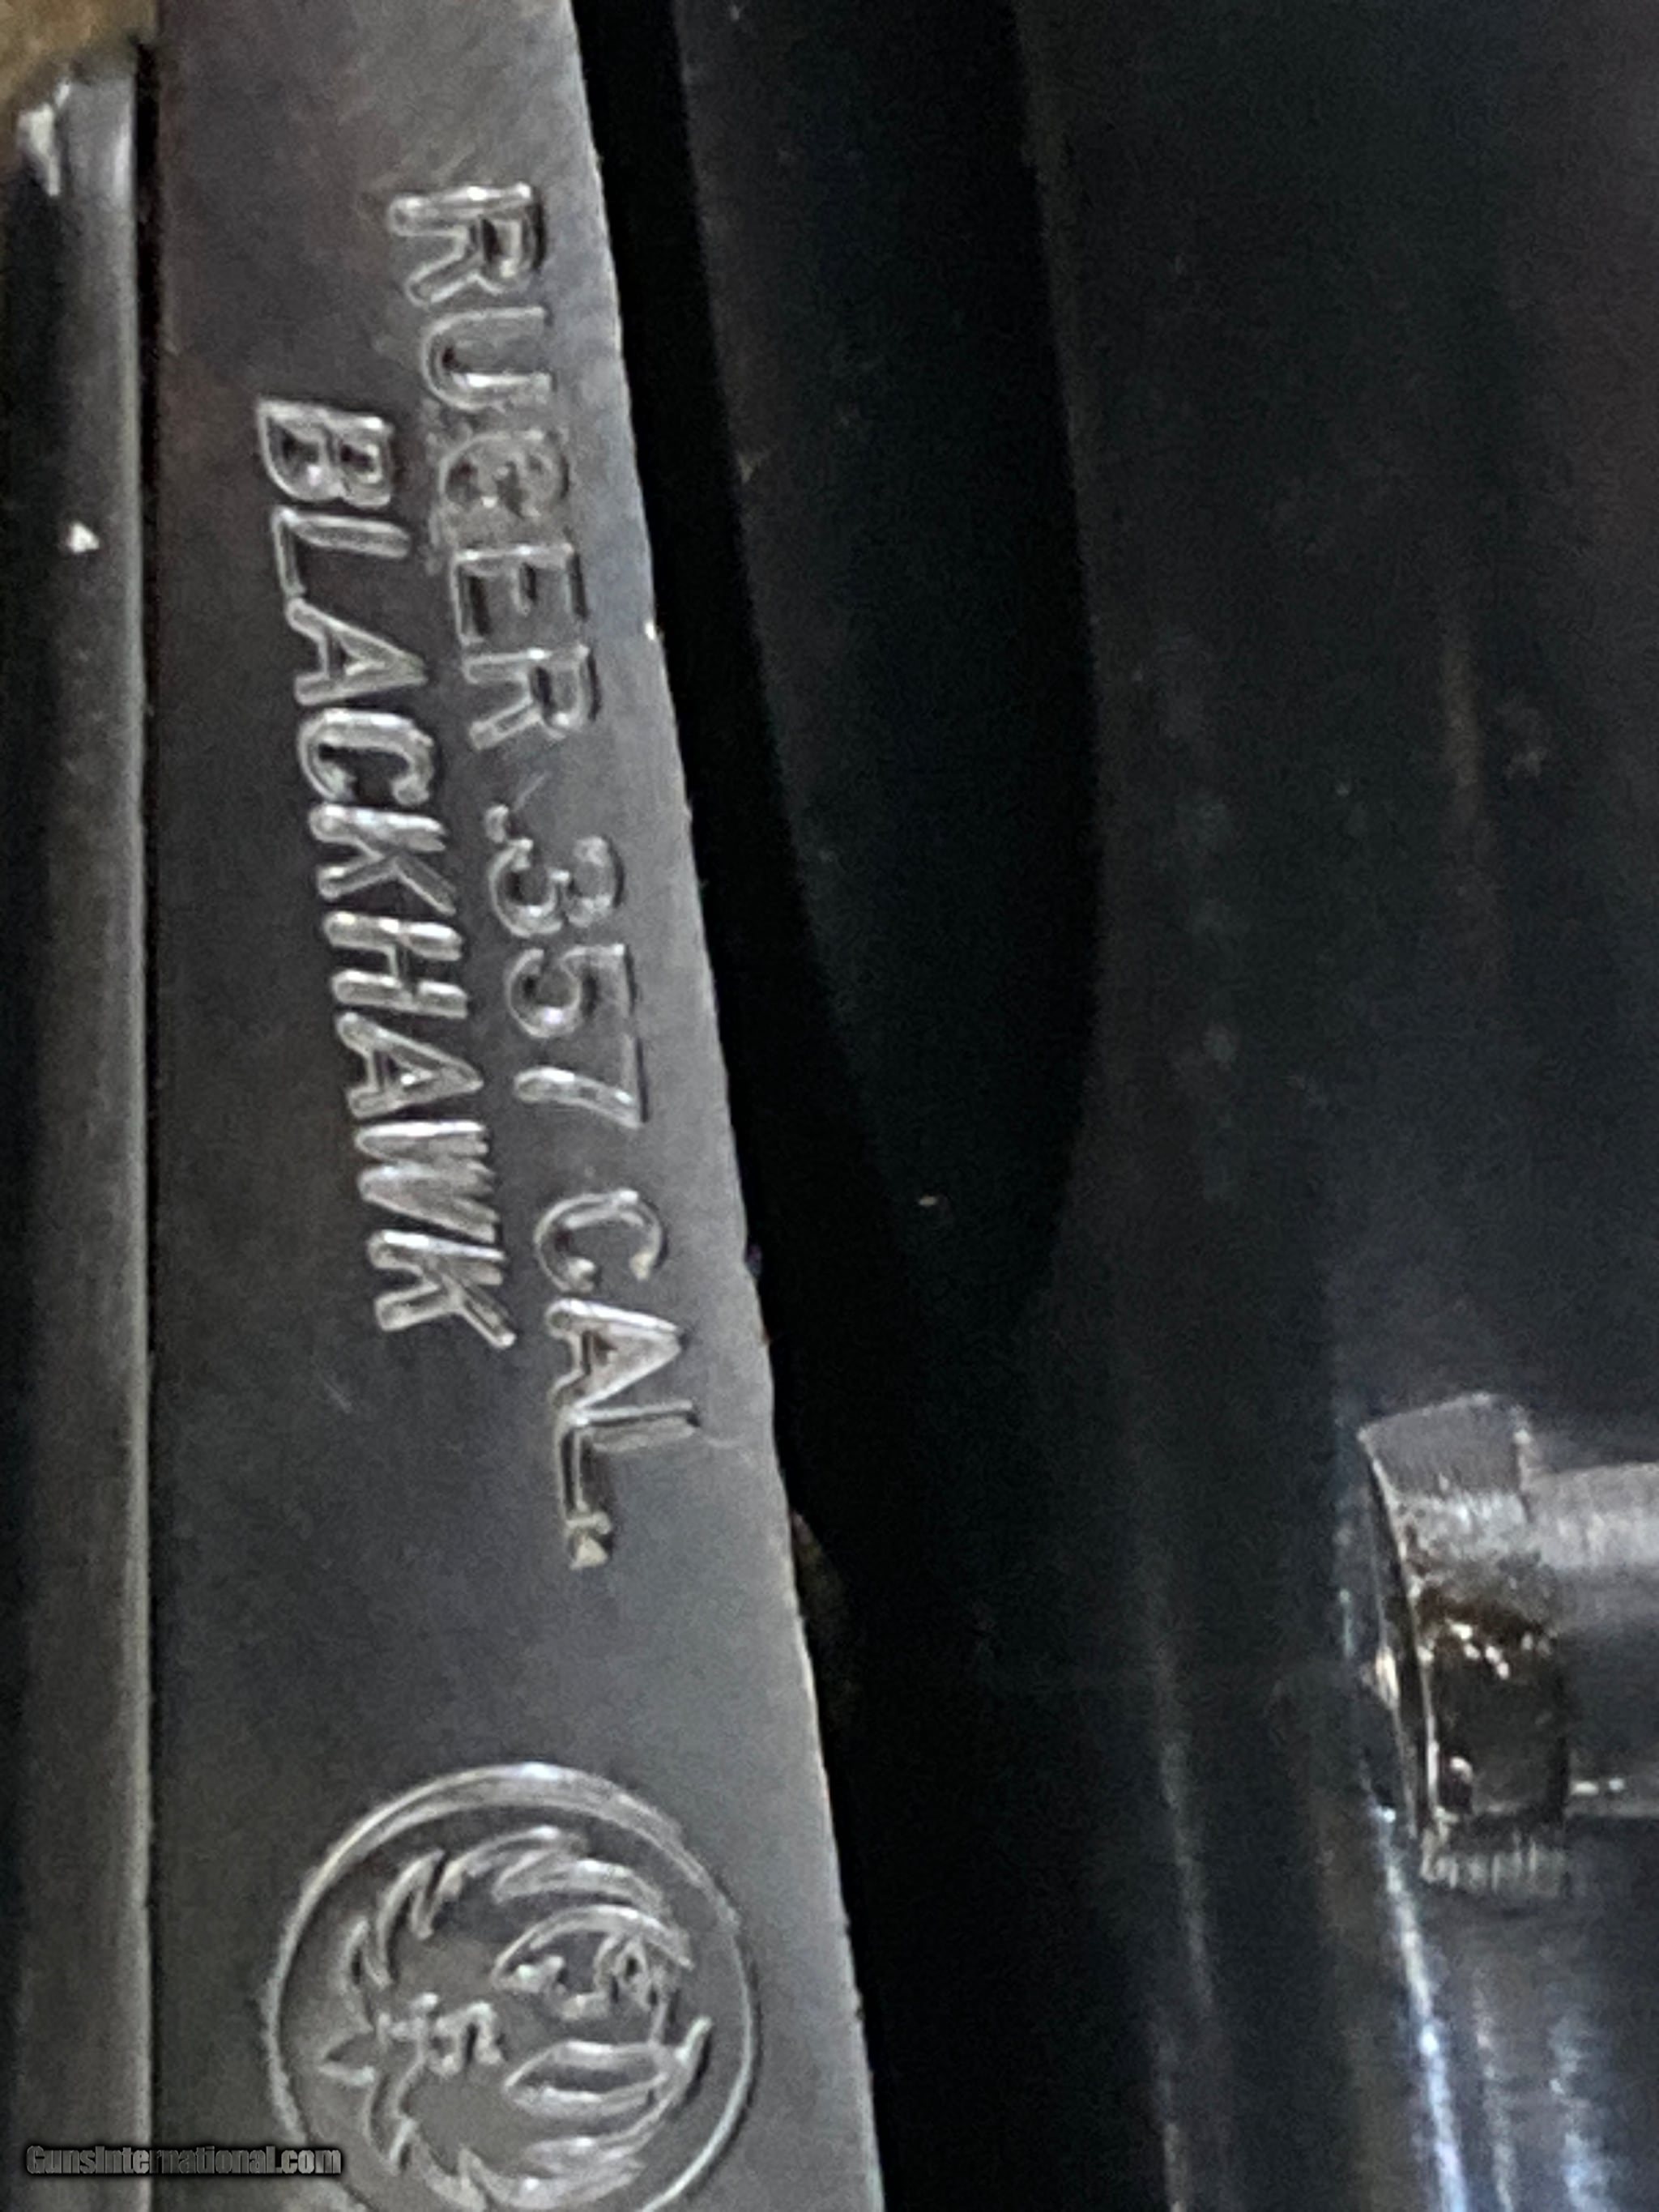 RUGER .357 CAL.
BLACKHAWK
GunsInternational.com